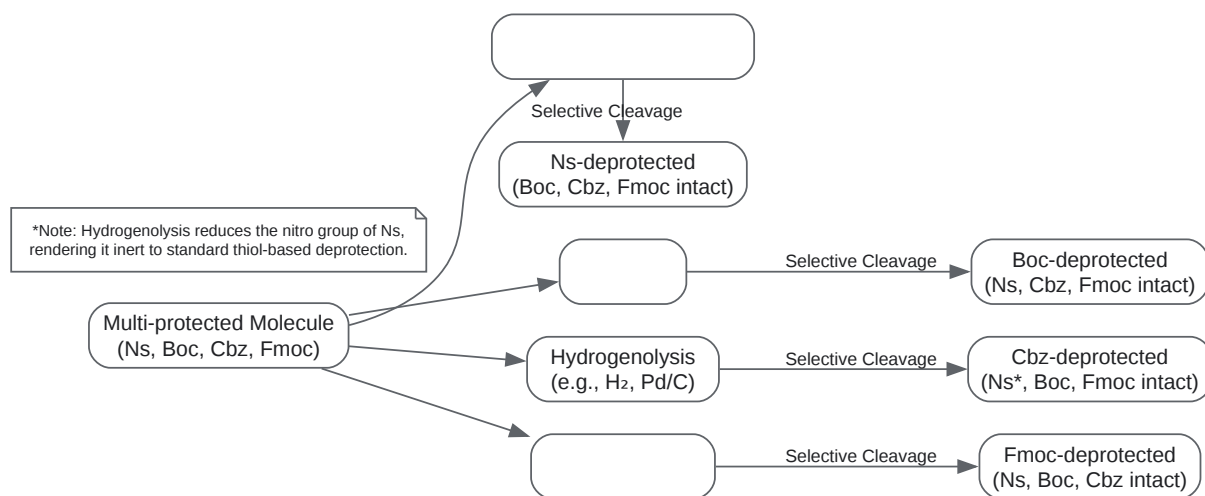 Selective Cleavage
Ns-deprotected
(Boc, Cbz, Fmoc intact)
*Note: Hydrogenolysis reduces the nitro group of Ns,
rendering it inert to standard thiol-based deprotection.
Multi-protected Molecule
(Ns, Boc, Cbz, Fmoc)
Selective Cleavage
Boc-deprotected
(Ns, Cbz, Fmoc intact)
Hydrogenolysis
(e.g., H₂, Pd/C)
Selective Cleavage
Cbz-deprotected
(Ns*, Boc, Fmoc intact)
Selective Cleavage
Fmoc-deprotected
(Ns, Boc, Cbz intact)